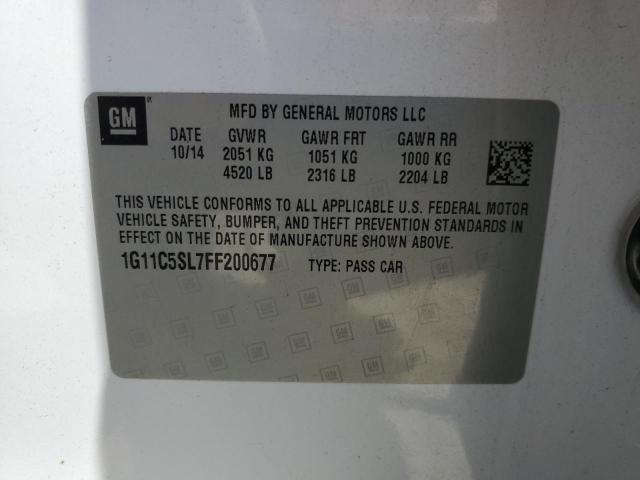 GM
MFD BY GENERAL MOTORS LLC
DATE GVWR GAWR FRT GAWR RR
10/14 2051 KG 1051 KG 1000 KG
4520 LB 2316 LB 2204 LB
THIS VEHICLE CONFORMS TO ALL APPLICABLE U.S. FEDERAL MOTOR
VEHICLE SAFETY, BUMPER, AND THEFT PREVENTION STANDARDS IN
EFFECT ON THE DATE OF MANUFACTURE SHOWN ABOVE.
1G11C5SL7FF200677 TYPE: PASS CAR